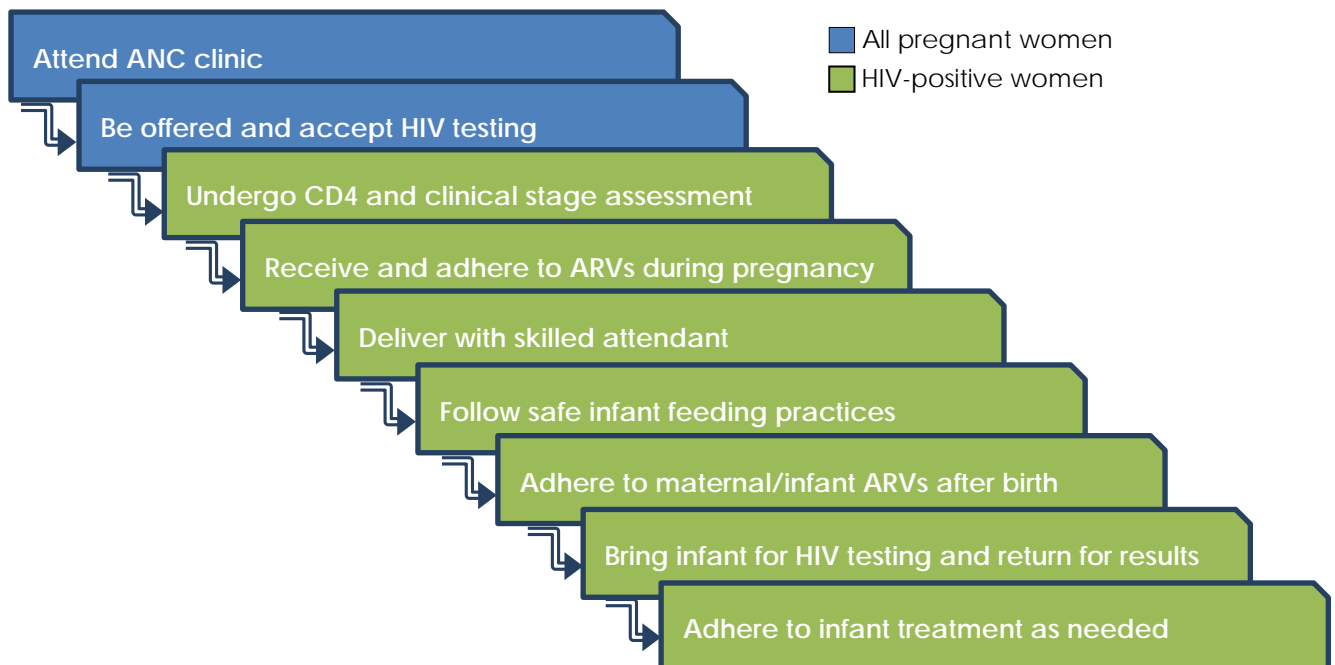 Attend ANC clinic
All pregnant women
HIV-positive women
Be offered and accept HIV testing
Undergo CD4 and clinical stage assessment
Receive and adhere to ARVs during pregnancy
Deliver with skilled attendant
Follow safe infant feeding practices
Adhere to maternal/infant ARVs after birth
Bring infant for HIV testing and return for results
Adhere to infant treatment as needed